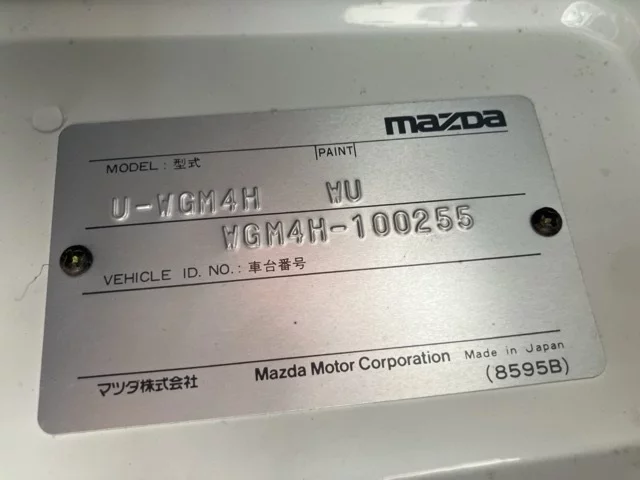 mazda
MODEL : 型式 PAINT
U-WGM4H WU
WGM4H-100255
VEHICLE ID. NO. : 車台番号
マツダ株式会社 Mazda Motor Corporation Made in Japan
(8595B)